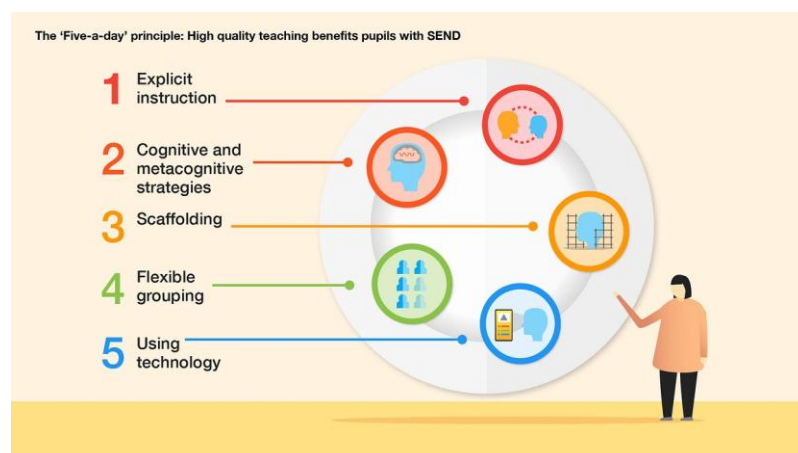 The ‘Five-a-day’ principle: High quality teaching benefits pupils with SEND
1 Explicit
instruction
2 Cognitive and
metacognitive
strategies
3 Scaffolding
4 Flexible
grouping
5 Using
technology